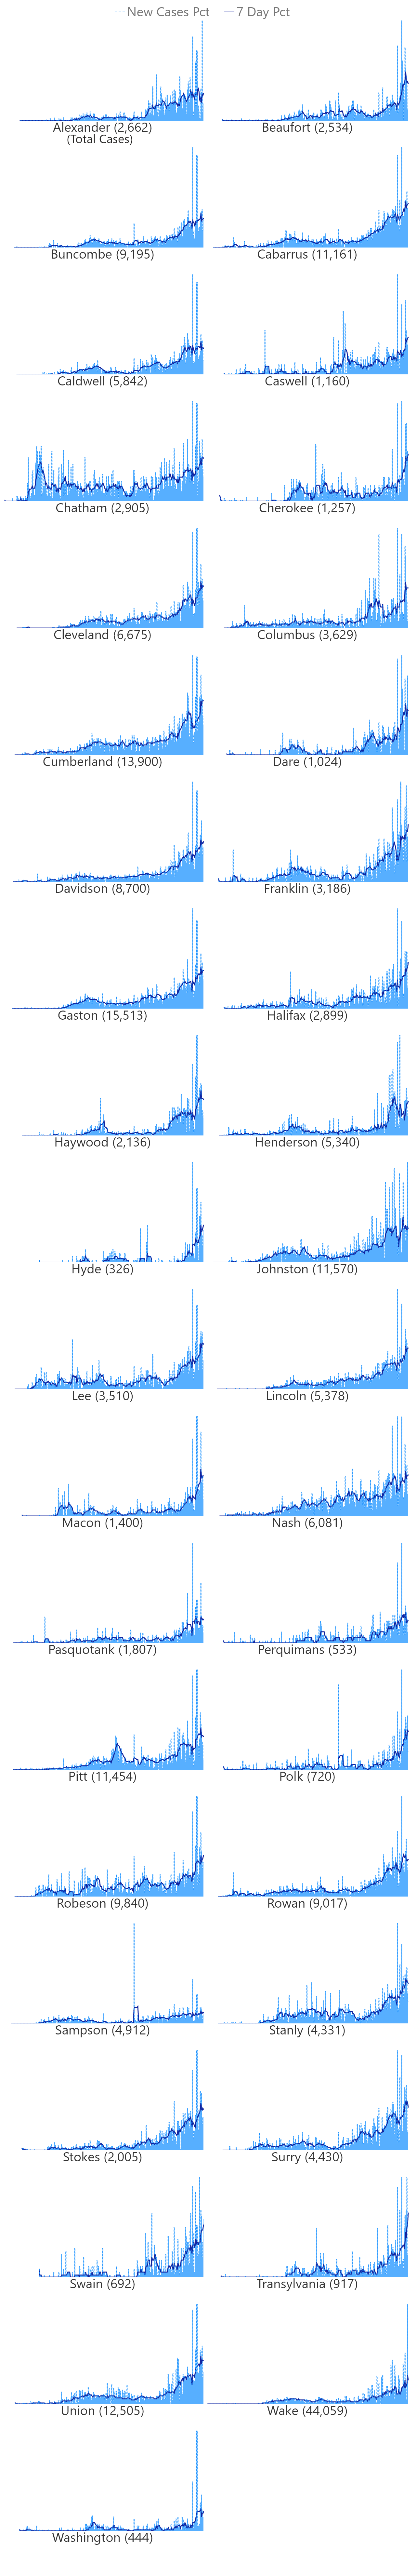 New Cases Pct 7 Day Pct
Alexander (2,662) Beaufort (2,534)
(Total Cases)
Buncombe (9,195) Cabarrus (11,161)
Caldwell (5,842) Caswell (1,160)
Chatham (2,905) Cherokee (1,257)
Cleveland (6,675) Columbus (3,629)
Cumberland (13,900) Dare (1,024)
Davidson (8,700) Franklin (3,186)
Gaston (15,513) Halifax (2,899)
Haywood (2,136) Henderson (5,340)
Hyde (326) Johnston (11,570)
Lee (3,510) Lincoln (5,378)
Macon (1,400) Nash (6,081)
Pasquotank (1,807) Perquimans (533)
Pitt (11,454) Polk (720)
Robeson (9,840) Rowan (9,017)
Sampson (4,912) Stanly (4,331)
Stokes (2,005) Surry (4,430)
Swain (692) Transylvania (917)
Union (12,505) Wake (44,059)
Washington (444)